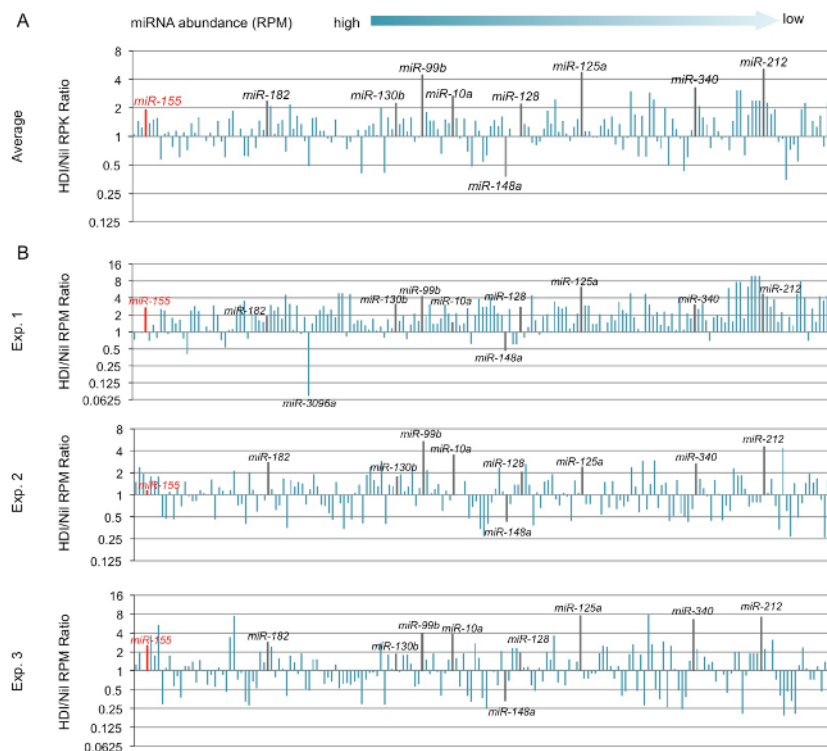 A
miRNA abundance (RPM)
high
low
Average
HDI/Nil RPK Ratio
8
4
2
1
0.5
0.25
0.125
miR-155
miR-182
miR-130b
miR-99b
miR-10a
miR-128
miR-125a
miR-340
miR-212
miR-148a
B
Exp. 1
HDI/Nil RPM Ratio
16
8
4
2
1
0.5
0.25
0.125
0.0625
miR-155
miR-182
miR-130b
miR-99b
miR-10a
miR-128
miR-125a
miR-340
miR-212
miR-148a
miR-3096a
Exp. 2
HDI/Nil RPM Ratio
8
4
2
1
0.5
0.25
0.125
miR-155
miR-182
miR-130b
miR-99b
miR-10a
miR-128
miR-125a
miR-340
miR-212
miR-148a
Exp. 3
HDI/Nil RPM Ratio
16
8
4
2
1
0.5
0.25
0.125
0.0625
miR-155
miR-182
miR-130b
miR-99b
miR-10a
miR-128
miR-125a
miR-340
miR-212
miR-148a